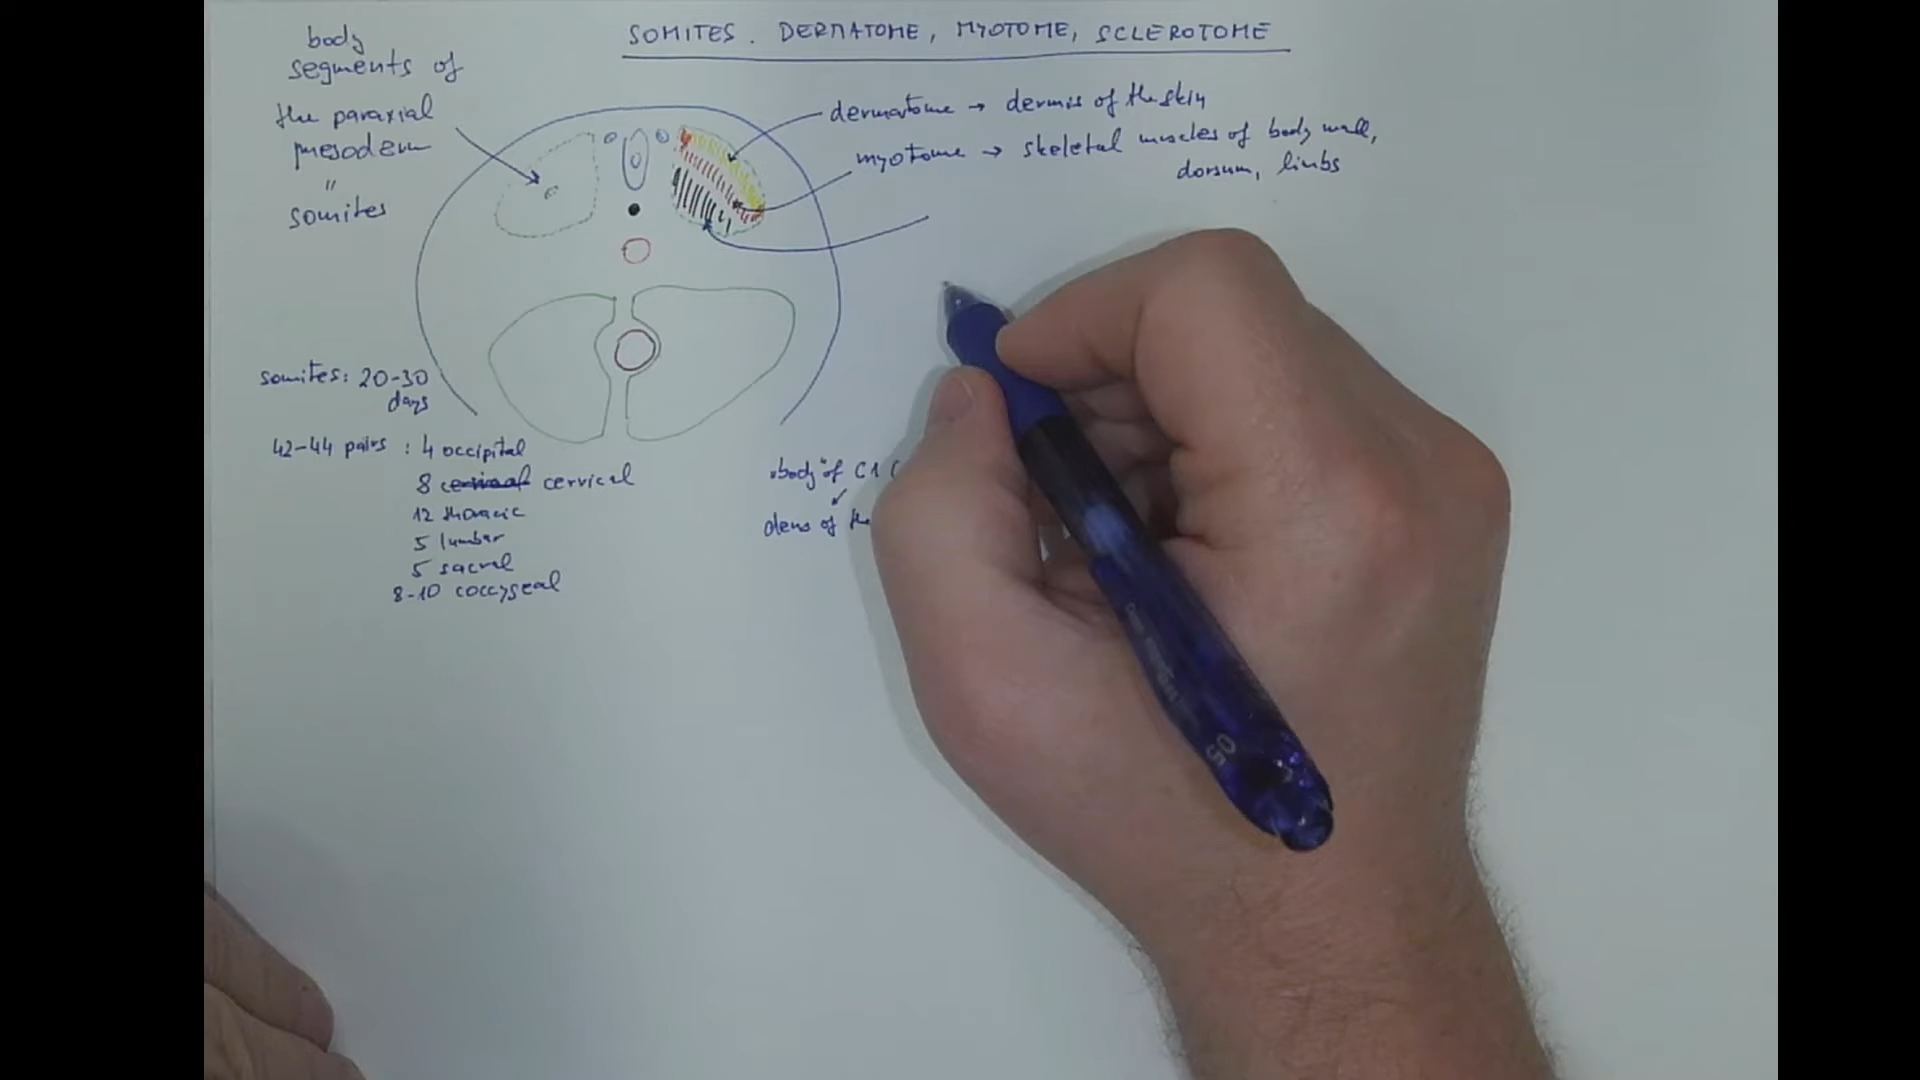 SOMITES. DERMATOME, MYOTOME, SCLEROTOME
body
segments of
the paraxial
mesoderm
"
somites
dermatome → dermis of the skin
myotome → skeletal muscles of body wall,
dorsum, limbs
somites: 20-30
days
42-44 pairs : 4 occipital
8 cervical cervical
12 thoracic
5 lumbar
5 sacral
8-10 coccygeal
"body" of C1 (
dens of the
50